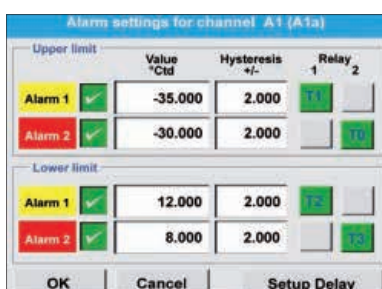 Alarm settings for channel A1 (A1a)
Upper limit
Value °Ctd
Hysteresis +/-
Relay 1 2
Alarm 1 -35.000 2.000 T1
Alarm 2 -30.000 2.000 T0
Lower limit
Alarm 1 12.000 2.000 T2
Alarm 2 8.000 2.000 T3
OK Cancel Setup Delay